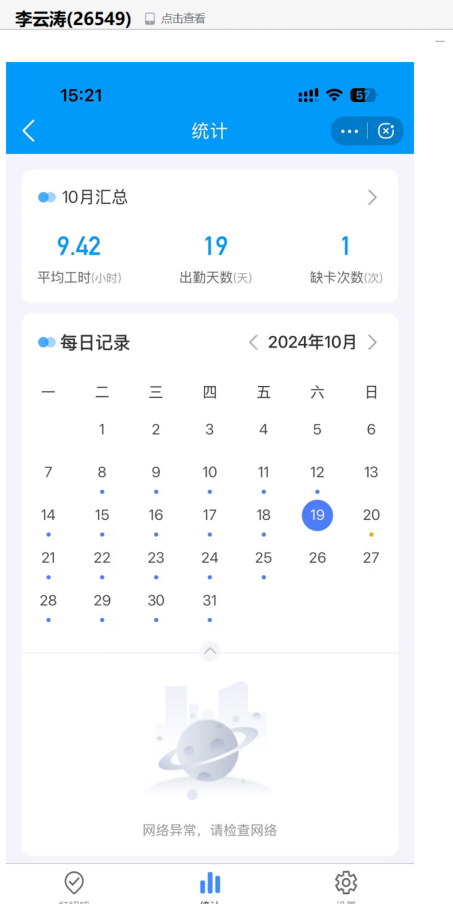 李云涛(26549) 点击查看
15:21 57
统计
10月汇总
9.42 19 1
平均工时(小时) 出勤天数(天) 缺卡次数(次)
每日记录 2024年10月
一 二 三 四 五 六 日
1 2 3 4 5 6
7 8 9 10 11 12 13
14 15 16 17 18 19 20
21 22 23 24 25 26 27
28 29 30 31
网络异常，请检查网络